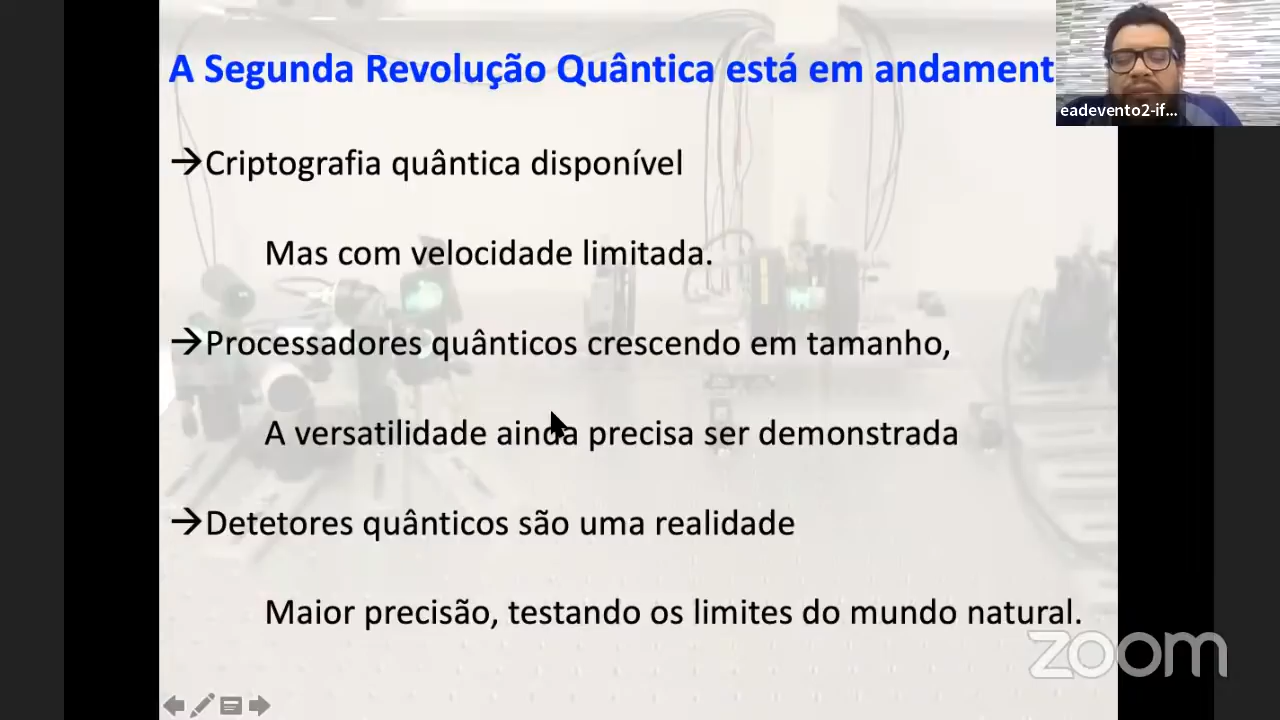 A Segunda Revolução Quântica está em andament
eadevento2-if...
→Criptografia quântica disponível
Mas com velocidade limitada.
→Processadores quânticos crescendo em tamanho,
A versatilidade ainda precisa ser demonstrada
→Detetores quânticos são uma realidade
Maior precisão, testando os limites do mundo natural.
zoom